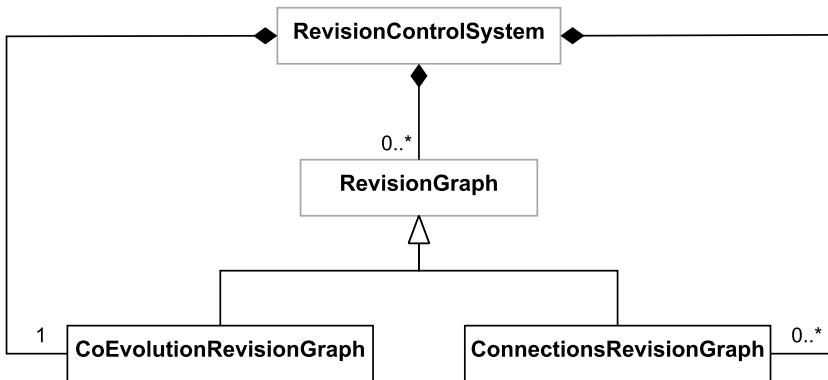 RevisionControlSystem
0..*
RevisionGraph
1
CoEvolutionRevisionGraph
ConnectionsRevisionGraph
0..*